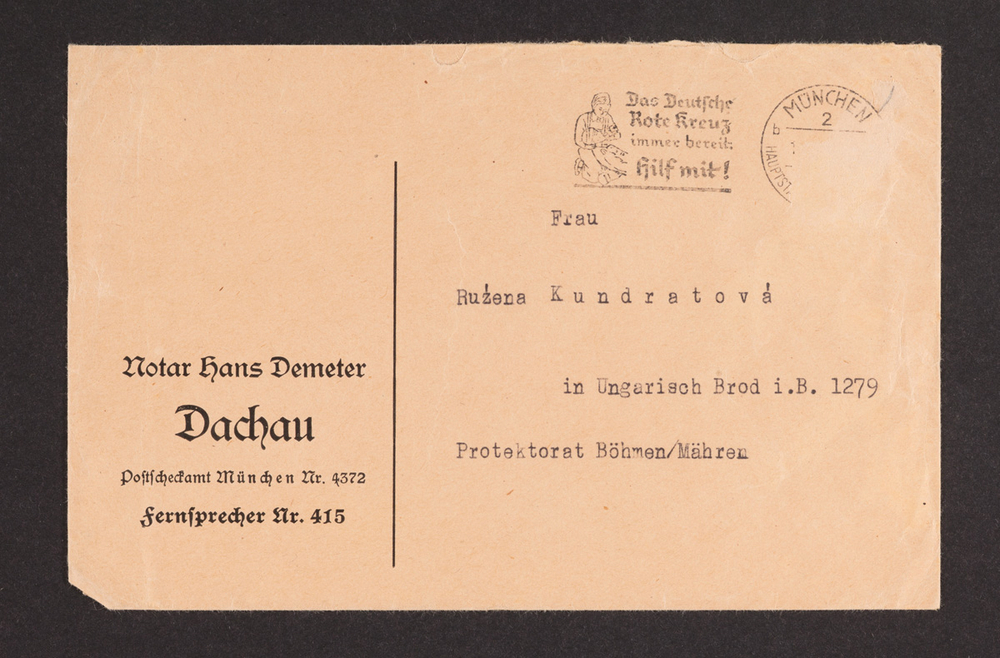 Das Deutsche
Rote Kreuz
immer bereit:
Hilf mit!
MÜNCHEN
2
b
Frau
Ružena Kundratová
in Ungarisch Brod i.B. 1279
Protektorat Böhmen/Mähren
Notar Hans Demeter
Dachau
Postscheckamt München Nr. 4372
Fernsprecher Nr. 415